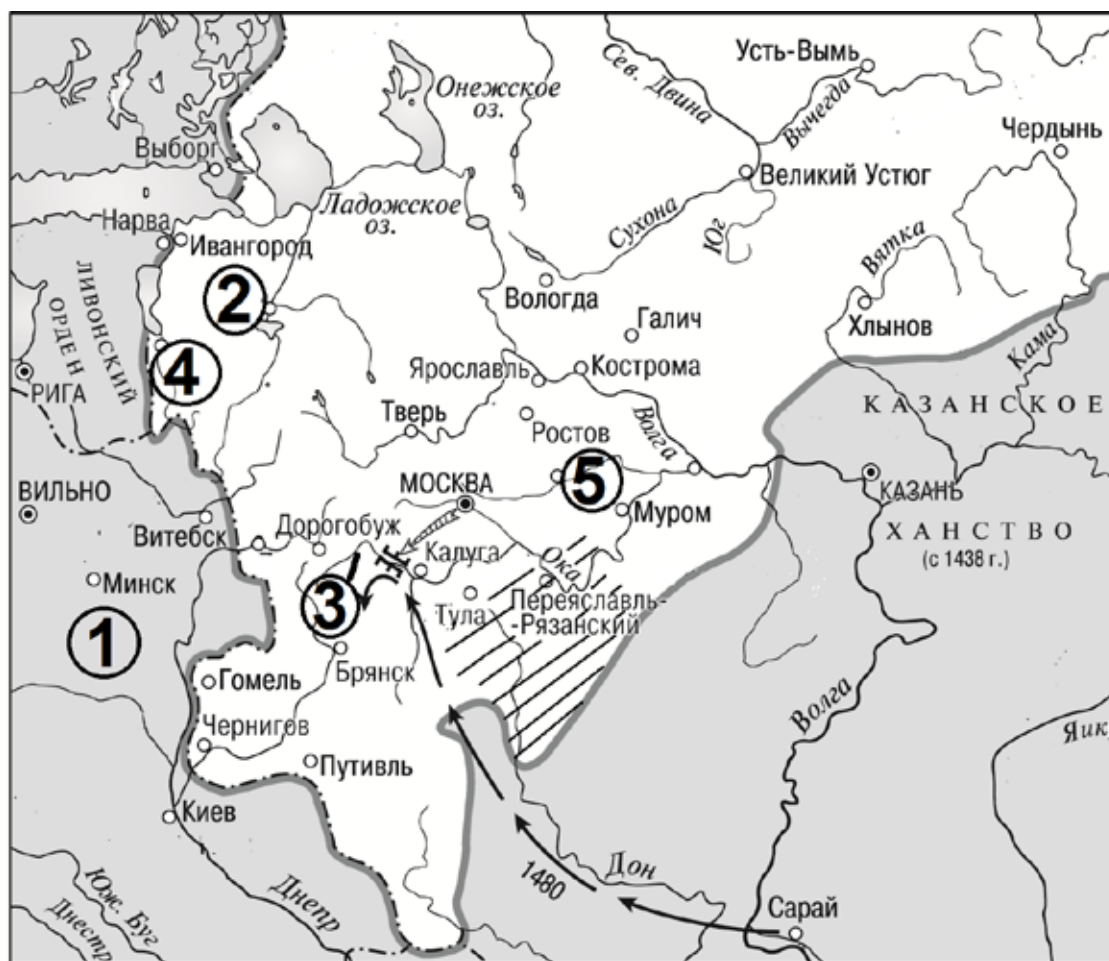 Усть-Вымь
Сев. Двина
Онежское
оз.
Вычегда
Чердынь
Выборг
Великий Устюг
Ладожское
оз.
Нарва
Ивангород
Сухона
Юг
Вятка
ЛИВОНСКИЙ
ОРДЕН
2
Вологда
Галич
Хлынов
Кама
4
РИГА
Ярославль
Кострома
КАЗАНСКОЕ
Тверь
Ростов
Волга
МОСКВА
5
КАЗАНЬ
ВИЛЬНО
Муром
ХАНСТВО
(с 1438 г.)
Витебск
Дорогобуж
Калуга
Ока
Минск
3
Тула
Переяславль-
-Рязанский
1
Брянск
Гомель
Волга
Чернигов
Яик
Путивль
Киев
1480
Дон
Сарай
Днепр
Юж. Буг
Днестр